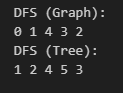 DFS (Graph):
0 1 4 3 2
DFS (Tree):
1 2 4 5 3